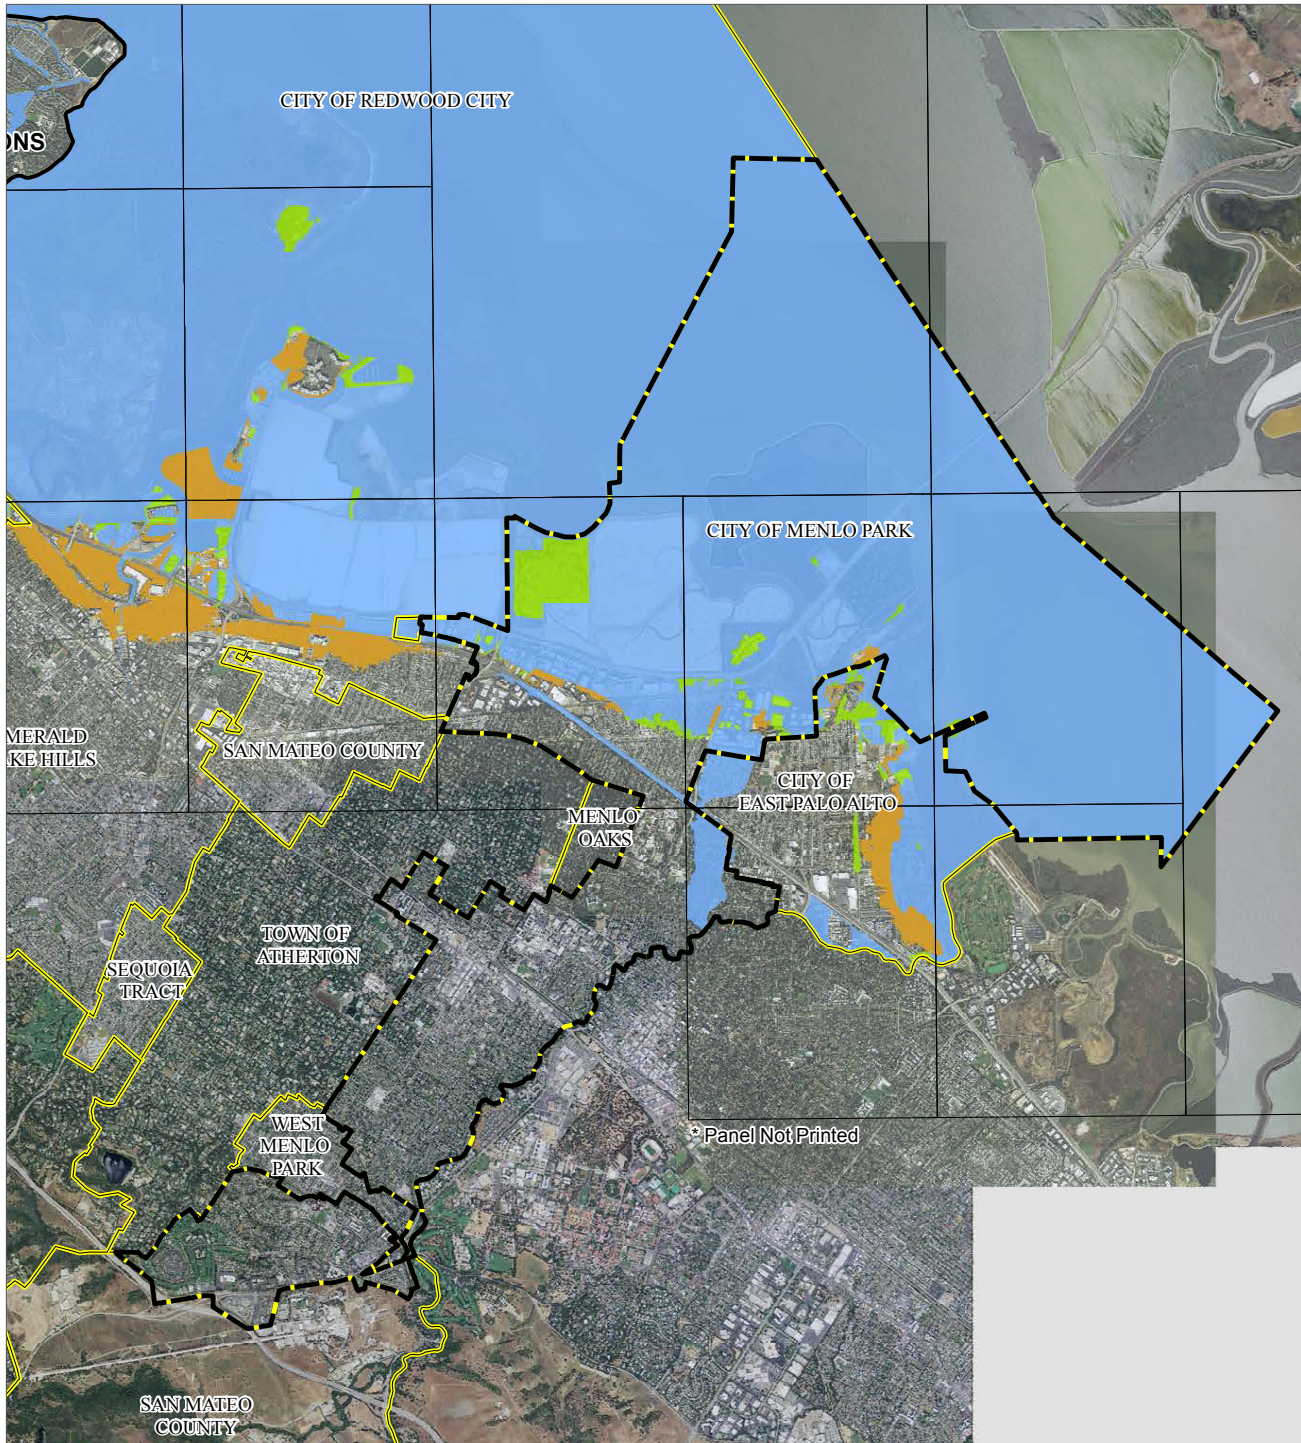 CITY OF REDWOOD CITY
ONS
CITY OF MENLO PARK
MERALD
KE HILLS
SAN MATEO COUNTY
CITY OF
EAST PALO ALTO
MENLO
OAKS
TOWN OF
ATHERTON
SEQUOIA
TRACT
WEST
MENLO
PARK
* Panel Not Printed
SAN MATEO
COUNTY